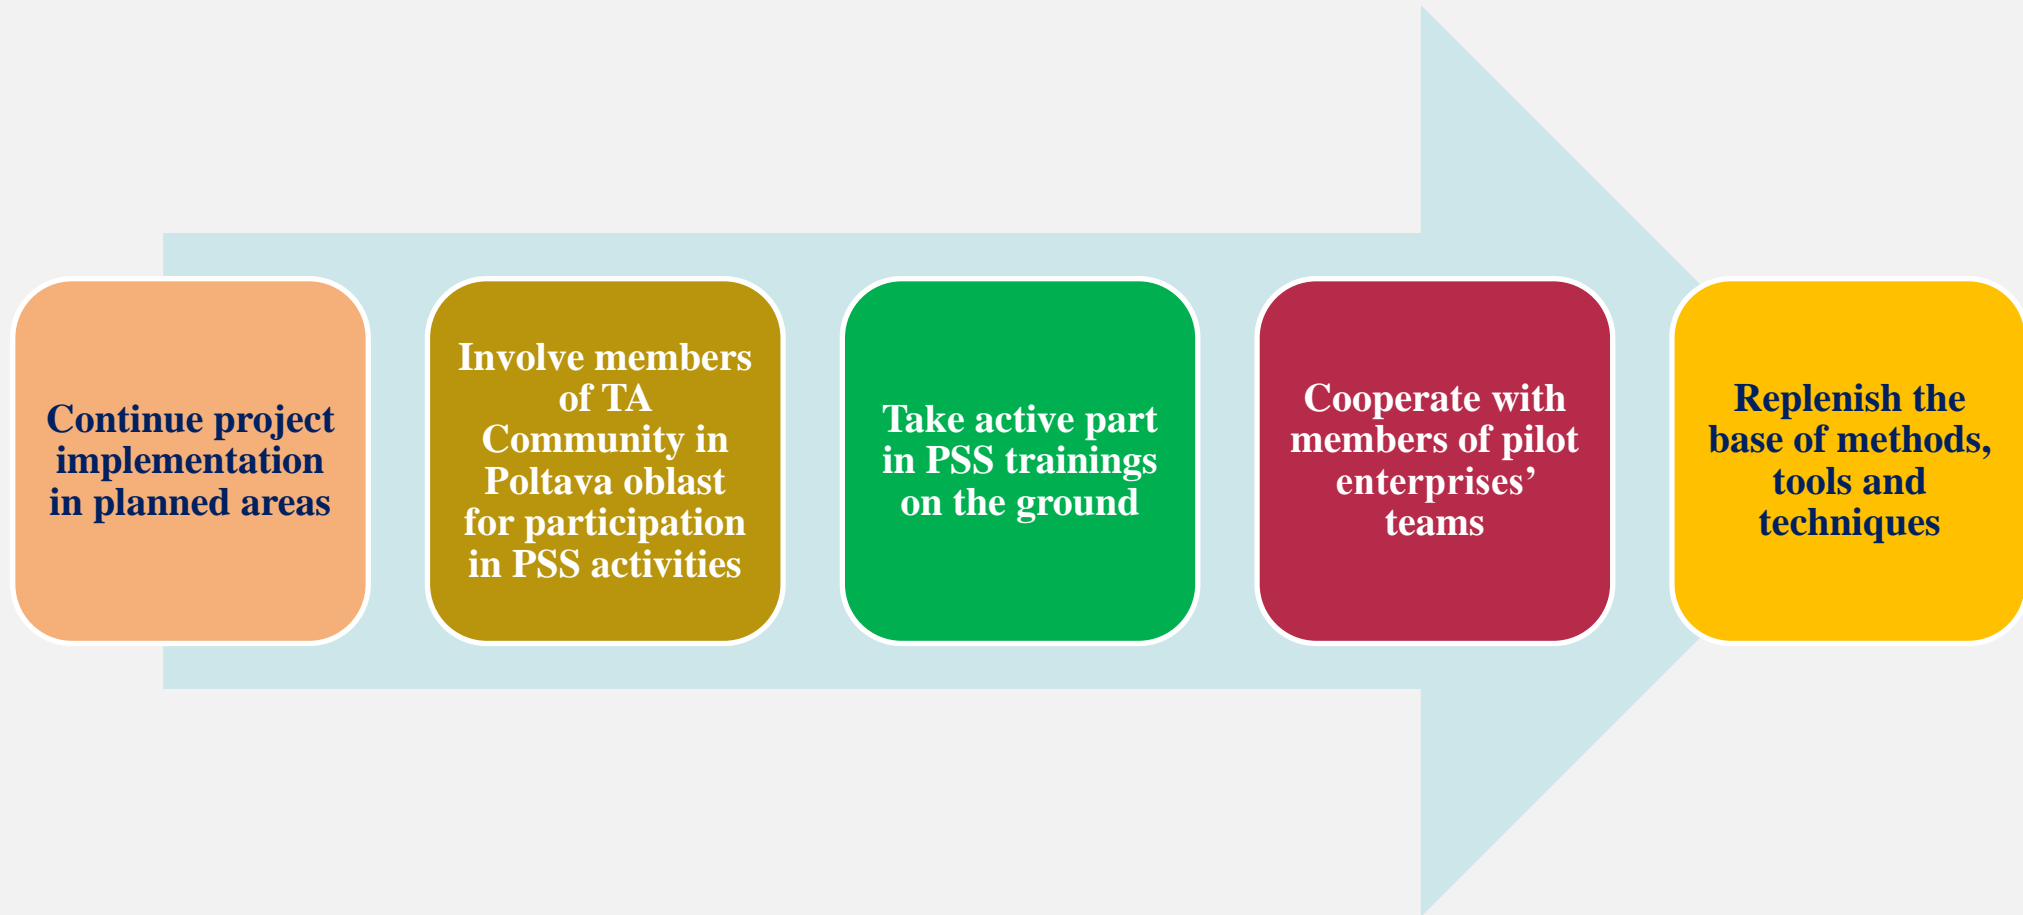 Continue project
implementation
in planned areas
Involve members
of TA
Community in
Poltava oblast
for participation
in PSS activities
Take active part
in PSS trainings
on the ground
Cooperate with
members of pilot
enterprises’
teams
Replenish the
base of methods,
tools and
techniques